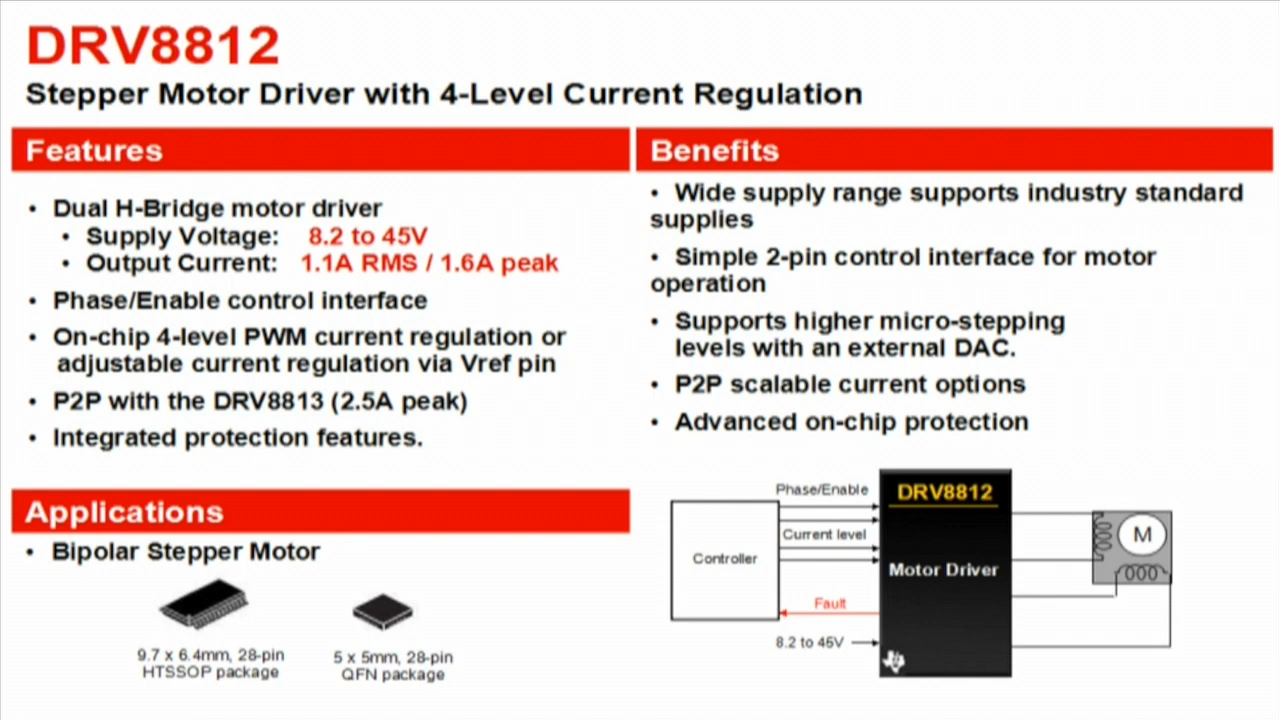 DRV8812
Stepper Motor Driver with 4-Level Current Regulation
Features
• Dual H-Bridge motor driver
• Supply Voltage: 8.2 to 45V
• Output Current: 1.1A RMS / 1.6A peak
• Phase/Enable control interface
• On-chip 4-level PWM current regulation or
adjustable current regulation via Vref pin
• P2P with the DRV8813 (2.5A peak)
• Integrated protection features.
Applications
• Bipolar Stepper Motor
9.7 x 6.4mm, 28-pin
HTSSOP package
5 x 5mm, 28-pin
QFN package
Benefits
• Wide supply range supports industry standard
supplies
• Simple 2-pin control interface for motor
operation
• Supports higher micro-stepping
levels with an external DAC.
• P2P scalable current options
• Advanced on-chip protection
Phase/Enable
DRV8812
Current level
M
Controller
Motor Driver
Fault
8.2 to 45V